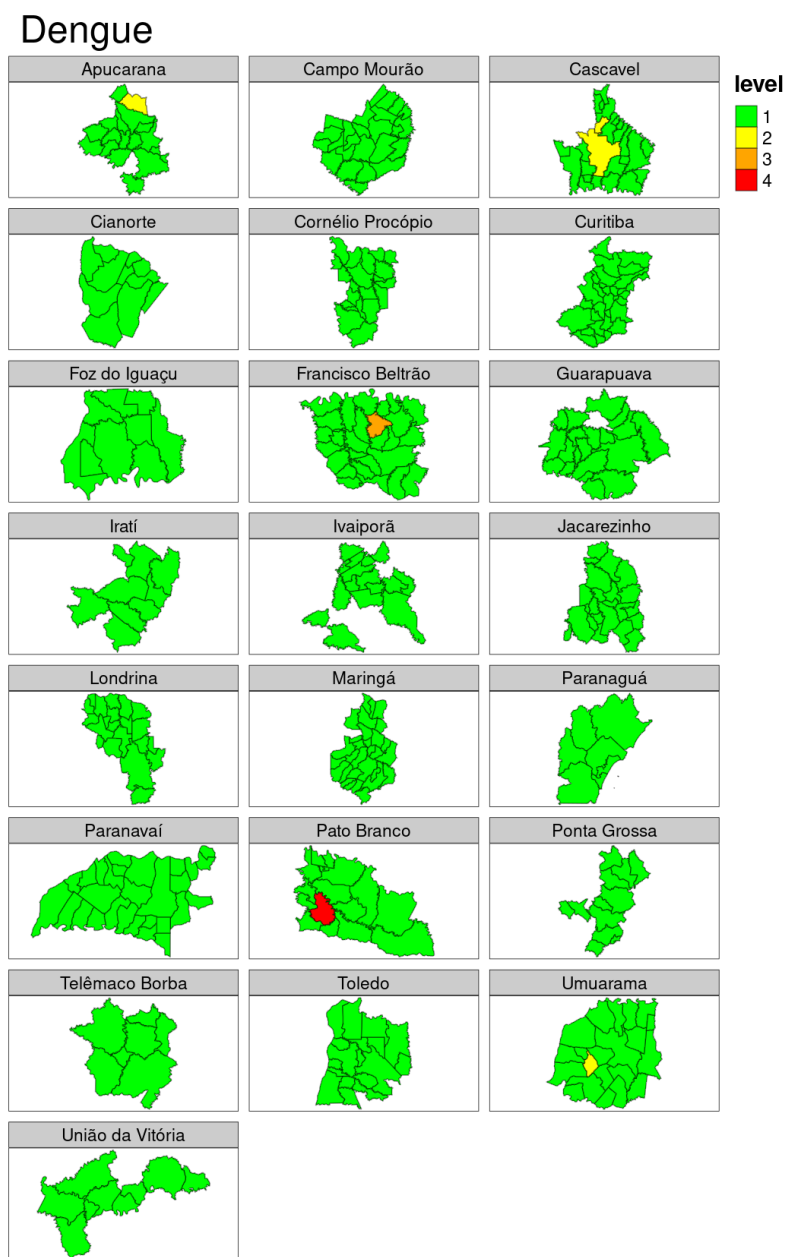 Dengue
Apucarana
Campo Mourão
Cascavel
level
1
2
3
4
Cianorte
Cornélio Procópio
Curitiba
Foz do Iguaçu
Francisco Beltrão
Guarapuava
Iratí
Ivaiporã
Jacarezinho
Londrina
Maringá
Paranaguá
Paranavaí
Pato Branco
Ponta Grossa
Telêmaco Borba
Toledo
Umuarama
União da Vitória